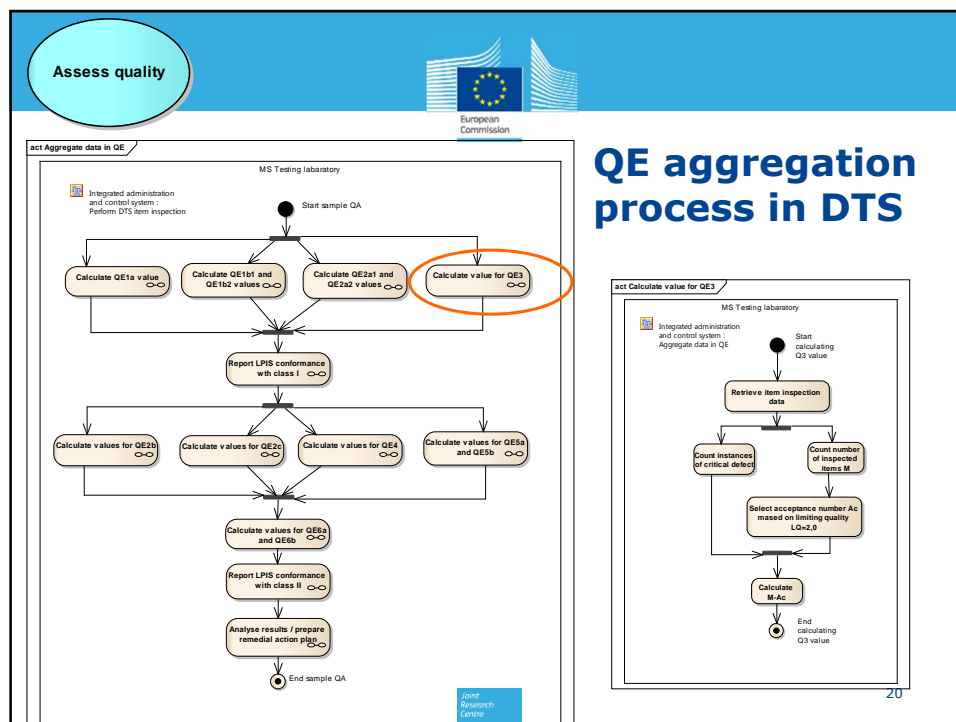 Assess quality
European
Commission
QE aggregation
process in DTS
act Aggregate data in QE
MS Testing labaratory
Integrated administration
and control system :
Perform DTS item inspection
Start sample QA
Calculate QE1a value
Calculate QE1b1 and
QE1b2 values
Calculate QE2a1 and
QE2a2 values
Calculate value for QE3
Report LPIS conformance
wth class I
Calculate values for QE2b
Calculate values for QE2c
Calculate values for QE4
Calculate values for QE5a
and QE5b
Calculate values for QE6a
and QE6b
Report LPIS conformance
with class II
Analyse results / prepare
remedial action plan
End sample QA
act Calculate value for QE3
MS Testing labaratory
Integrated administration
and control system :
Aggregate data in QE
Start
calculating
Q3 value
Retrieve item inspection
data
Count instances
of critical defect
Count number
of inspected
items M
Select acceptance number Ac
mased on limiting quality
LQ=2,0
Calculate
M-Ac
End
calculating
Q3 value
Joint
Research
Centre
20